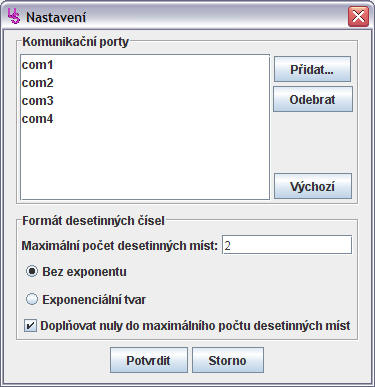 Nastavení
Komunikační porty
com1
com2
com3
com4
Přidat...
Odebrat
Výchozí
Formát desetinných čísel
Maximální počet desetinných míst: 2
Bez exponentu
Exponenciální tvar
Doplňovat nuly do maximálního počtu desetinných míst
Potvrdit Storno